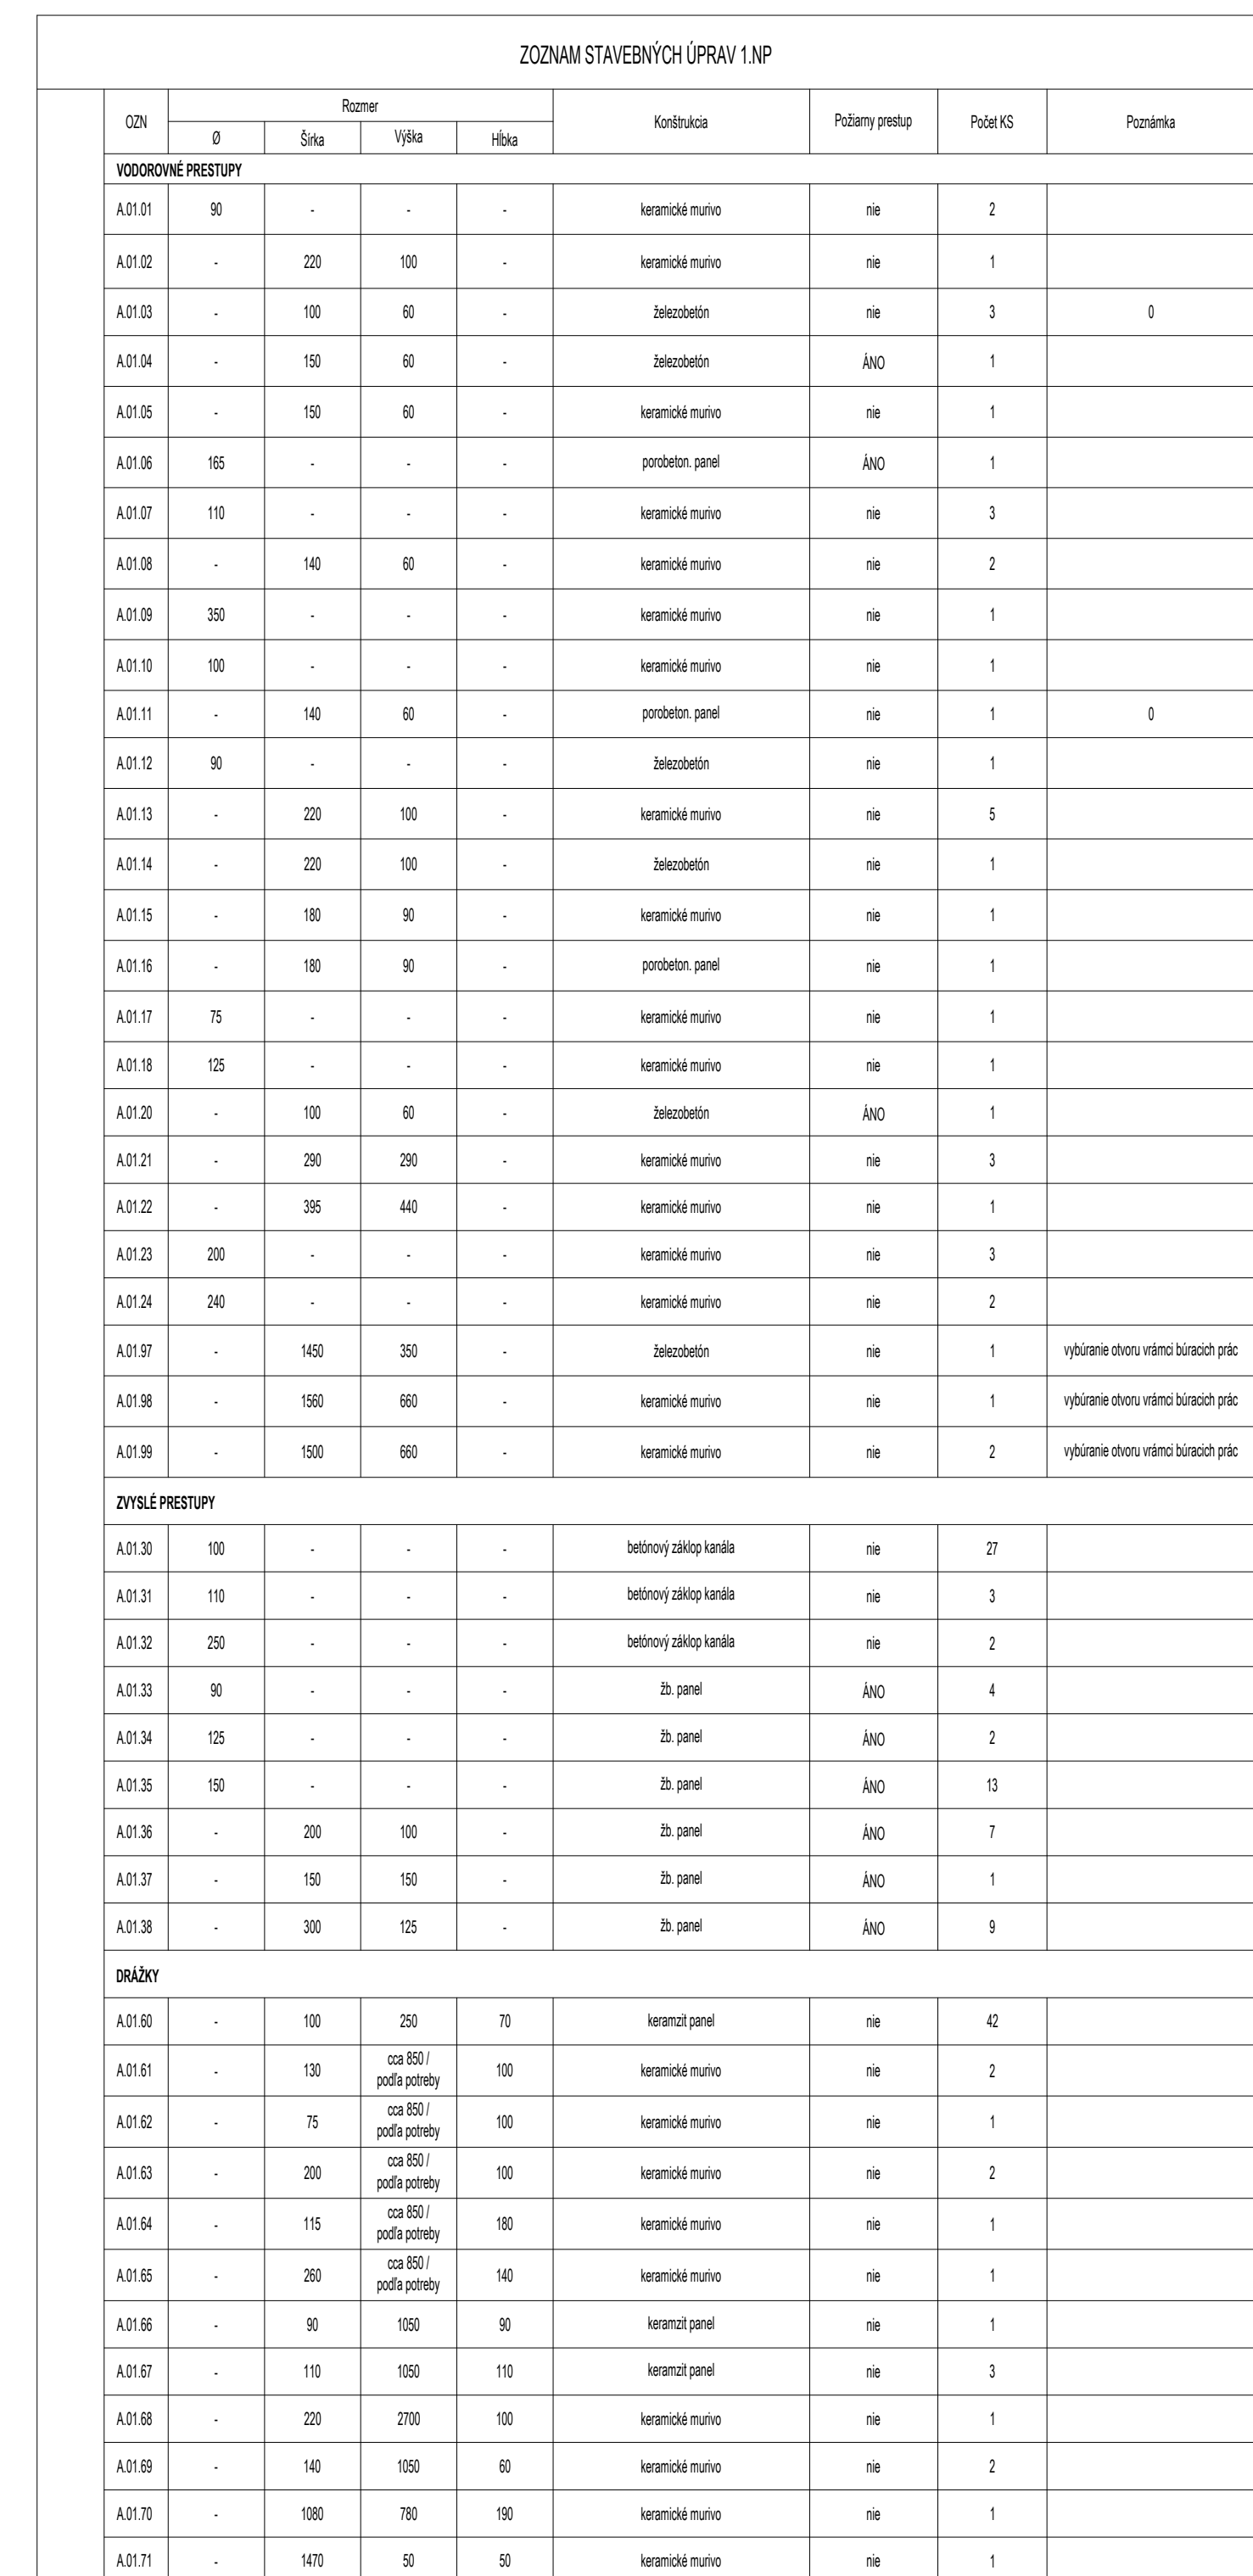 ZOZNAM STAVEBNÝCH ÚPRAV 1.NP
OZN Rozmer Konštrukcia Požiarny prestup Počet KS Poznámka
Ø Šírka Výška Hĺbka
VODOROVNÉ PRESTUPY
A.01.01 90 - - - keramické murivo nie 2
A.01.02 - 220 100 - keramické murivo nie 1
A.01.03 - 100 60 - železobetón nie 3 0
A.01.04 - 150 60 - železobetón ÁNO 1
A.01.05 - 150 60 - keramické murivo nie 1
A.01.06 165 - - - porobeton. panel ÁNO 1
A.01.07 110 - - - keramické murivo nie 3
A.01.08 - 140 60 - keramické murivo nie 2
A.01.09 350 - - - keramické murivo nie 1
A.01.10 100 - - - keramické murivo nie 1
A.01.11 - 140 60 - porobeton. panel nie 1 0
A.01.12 90 - - - železobetón nie 1
A.01.13 - 220 100 - keramické murivo nie 5
A.01.14 - 220 100 - železobetón nie 1
A.01.15 - 180 90 - keramické murivo nie 1
A.01.16 - 180 90 - porobeton. panel nie 1
A.01.17 75 - - - keramické murivo nie 1
A.01.18 125 - - - keramické murivo nie 1
A.01.20 - 100 60 - železobetón ÁNO 1
A.01.21 - 290 290 - keramické murivo nie 3
A.01.22 - 395 440 - keramické murivo nie 1
A.01.23 200 - - - keramické murivo nie 3
A.01.24 240 - - - keramické murivo nie 2
A.01.97 - 1450 350 - železobetón nie 1 vybúranie otvoru vrámci búracich prác
A.01.98 - 1560 660 - keramické murivo nie 1 vybúranie otvoru vrámci búracich prác
A.01.99 - 1500 660 - keramické murivo nie 2 vybúranie otvoru vrámci búracich prác
ZVYSLÉ PRESTUPY
A.01.30 100 - - - betónový záklop kanála nie 27
A.01.31 110 - - - betónový záklop kanála nie 3
A.01.32 250 - - - betónový záklop kanála nie 2
A.01.33 90 - - - žb. panel ÁNO 4
A.01.34 125 - - - žb. panel ÁNO 2
A.01.35 150 - - - žb. panel ÁNO 13
A.01.36 - 200 100 - žb. panel ÁNO 7
A.01.37 - 150 150 - žb. panel ÁNO 1
A.01.38 - 300 125 - žb. panel ÁNO 9
DRÁŽKY
A.01.60 - 100 250 70 keramzit panel nie 42
A.01.61 - 130 cca 850 / podľa potreby 100 keramické murivo nie 2
A.01.62 - 75 cca 850 / podľa potreby 100 keramické murivo nie 1
A.01.63 - 200 cca 850 / podľa potreby 100 keramické murivo nie 2
A.01.64 - 115 cca 850 / podľa potreby 180 keramické murivo nie 1
A.01.65 - 260 cca 850 / podľa potreby 140 keramické murivo nie 1
A.01.66 - 90 1050 90 keramzit panel nie 1
A.01.67 - 110 1050 110 keramzit panel nie 3
A.01.68 - 220 2700 100 keramické murivo nie 1
A.01.69 - 140 1050 60 keramické murivo nie 2
A.01.70 - 1080 780 190 keramické murivo nie 1
A.01.71 - 1470 50 50 keramické murivo nie 1